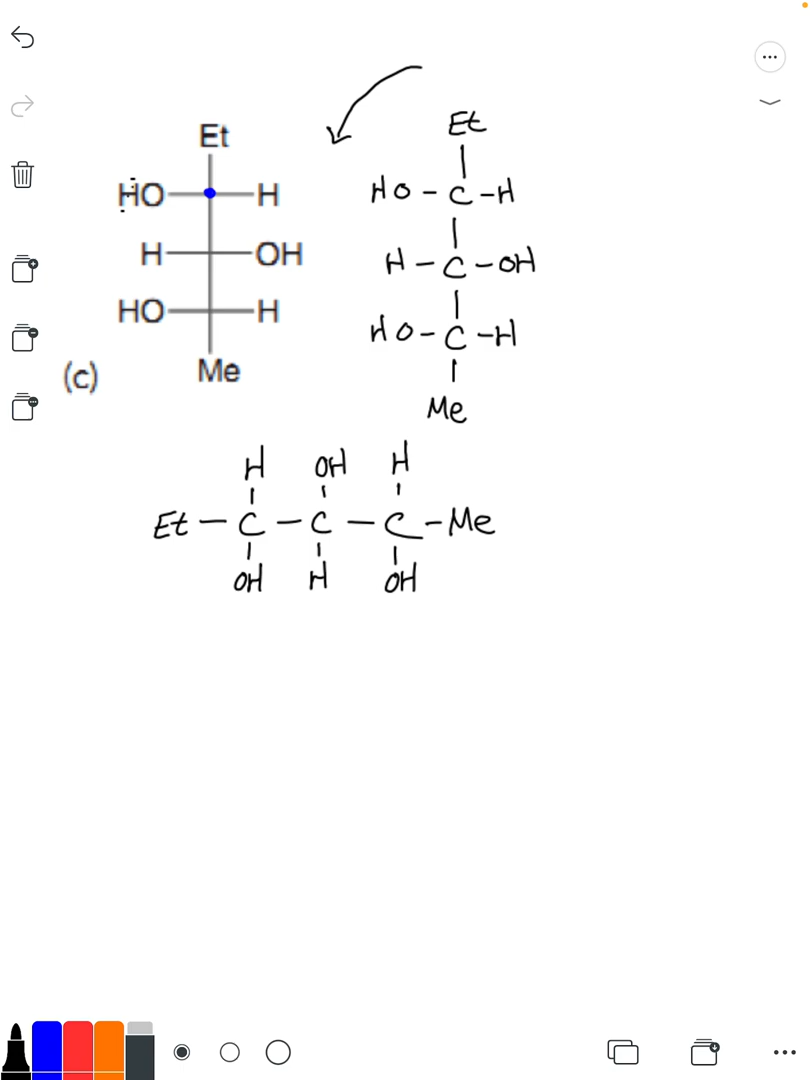 Et
HO H
H OH
HO H
Me
(c)
Et
|
HO - C - H
|
H - C - OH
|
HO - C - H
|
Me
H OH H
Et - C - C - C - Me
OH H OH